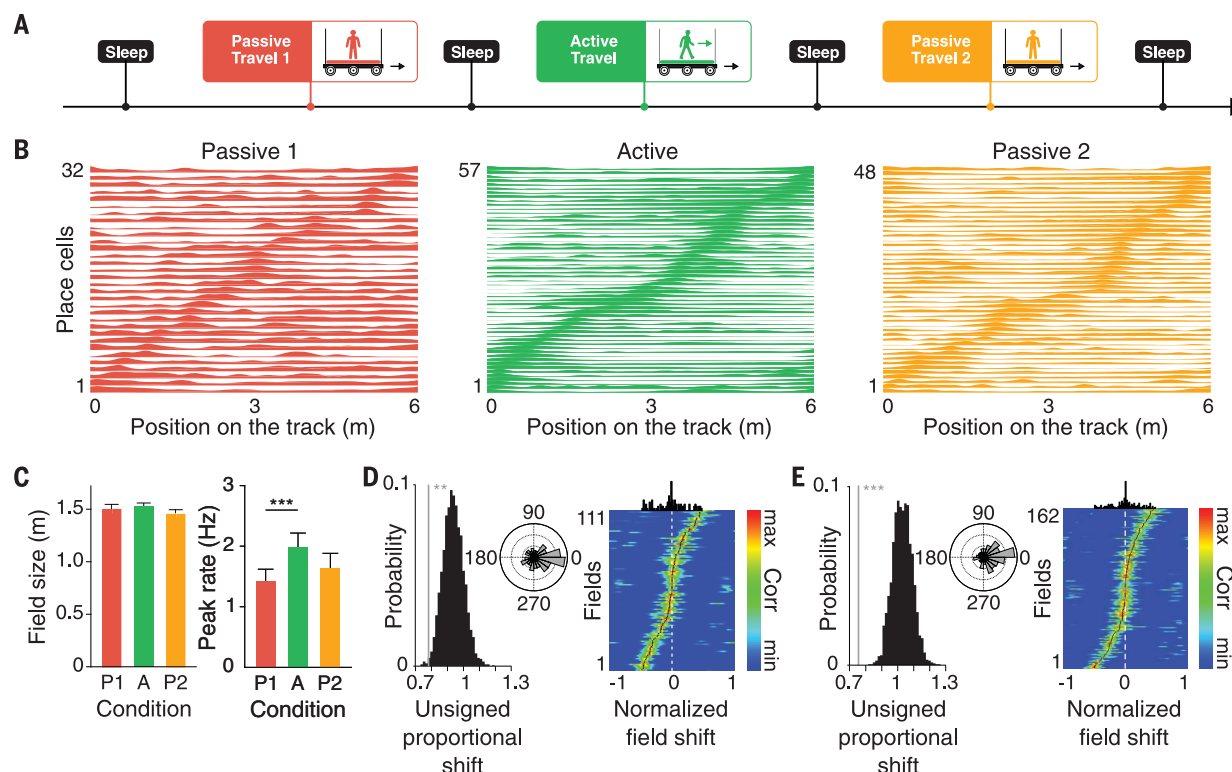 A
Sleep
Passive
Travel 1
Sleep
Active
Travel
Sleep
Passive
Travel 2
Sleep
B
Passive 1
Active
Passive 2
32
57
48
Place cells
1
1
1
0 3 6
0 3 6
0 3 6
Position on the track (m)
Position on the track (m)
Position on the track (m)
C
Field size (m)
1.5
0.5
0
P1 A P2
Condition
Peak rate (Hz)
3
2
1
0
***
P1 A P2
Condition
D
Probability
0.1
0
**
0.7 1 1.3
Unsigned
proportional
shift
90
180
0
270
Fields
111
1
-1 0 1
Normalized
field shift
max
Corr
min
E
Probability
0.1
0
***
0.7 1 1.3
Unsigned
proportional
shift
90
180
0
270
Fields
162
1
-1 0 1
Normalized
field shift
max
Corr
min